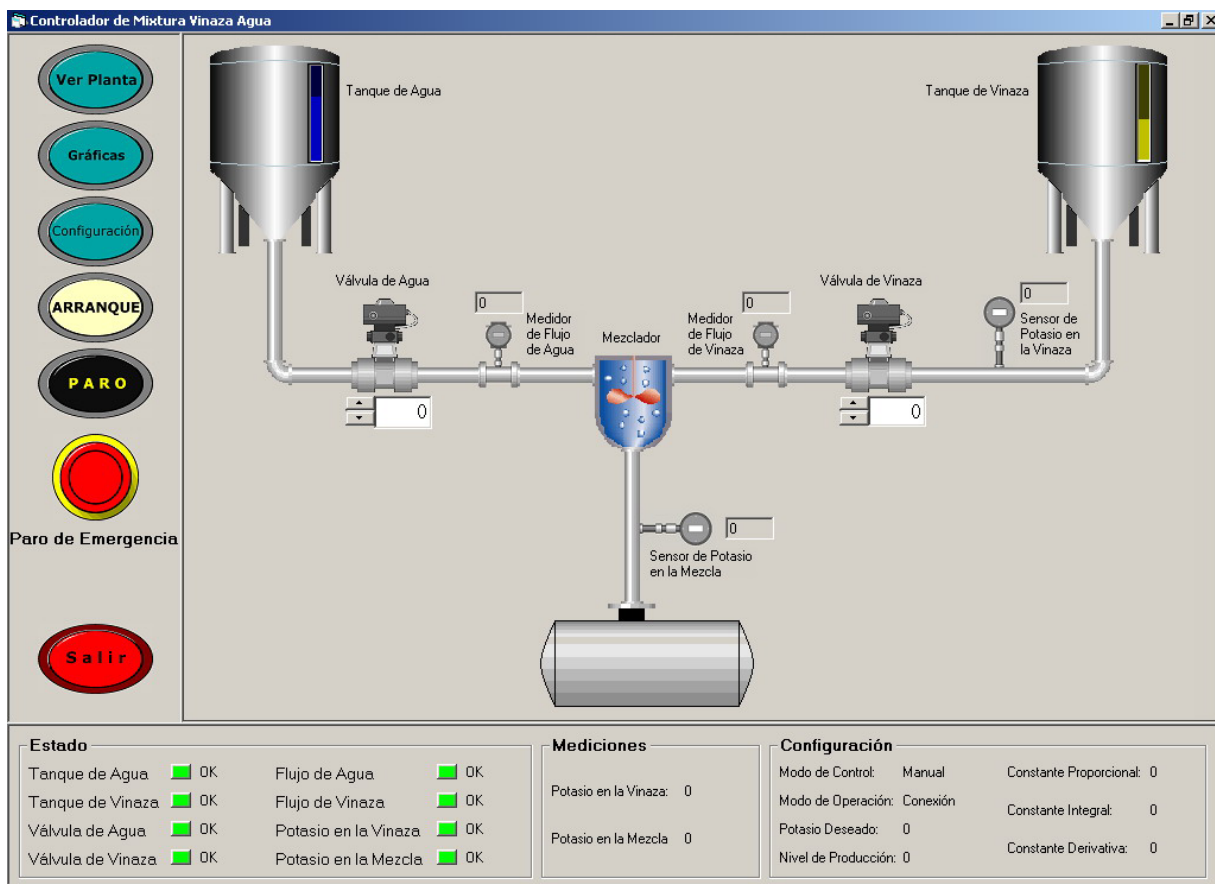 Controlador de Mixtura Vinaza Agua
Ver Planta
Gráficas
Configuración
ARRANQUE
PARO
Paro de Emergencia
Salir
Tanque de Agua
Tanque de Vinaza
Válvula de Agua
0
Medidor
de Flujo
de Agua
0
Mezclador
Medidor
de Flujo
de Vinaza
0
Válvula de Vinaza
0
Sensor de
Potasio en
la Vinaza
0
Sensor de Potasio
en la Mezcla
0
Estado
Tanque de Agua OK
Tanque de Vinaza OK
Válvula de Agua OK
Válvula de Vinaza OK
Flujo de Agua OK
Flujo de Vinaza OK
Potasio en la Vinaza OK
Potasio en la Mezcla OK
Mediciones
Potasio en la Vinaza: 0
Potasio en la Mezcla 0
Configuración
Modo de Control: Manual
Modo de Operación: Conexión
Potasio Deseado: 0
Nivel de Producción: 0
Constante Proporcional: 0
Constante Integral: 0
Constante Derivativa: 0